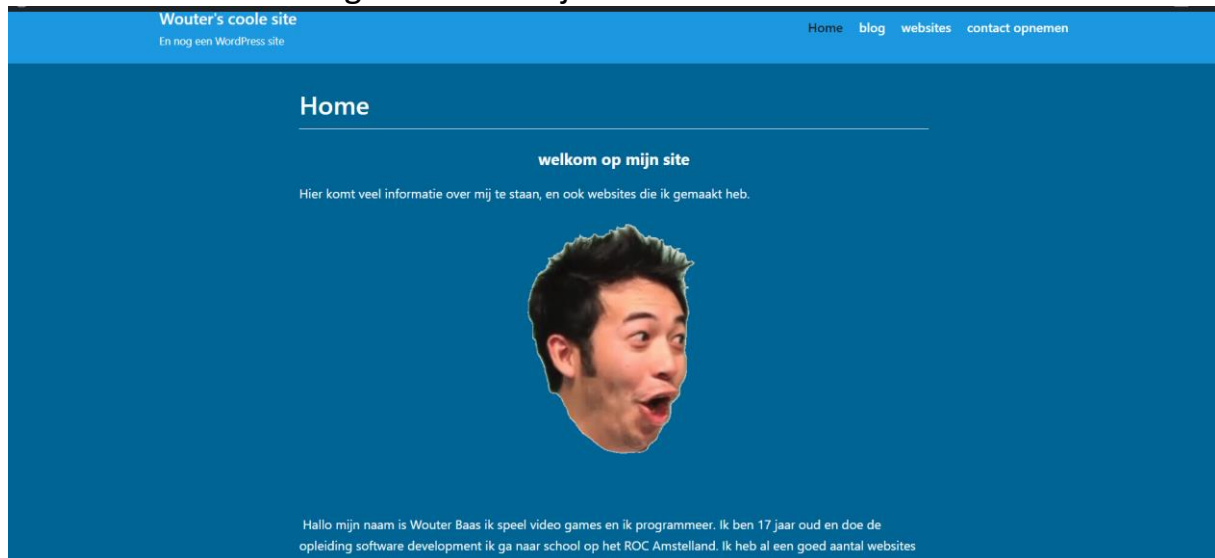 Wouter's coole site
En nog een WordPress site
Home blog websites contact opnemen
Home
welkom op mijn site
Hier komt veel informatie over mij te staan, en ook websites die ik gemaakt heb.
Hallo mijn naam is Wouter Baas ik speel video games en ik programmeer. Ik ben 17 jaar oud en doe de
opleiding software development ik ga naar school op het ROC Amstelland. Ik heb al een goed aantal websites